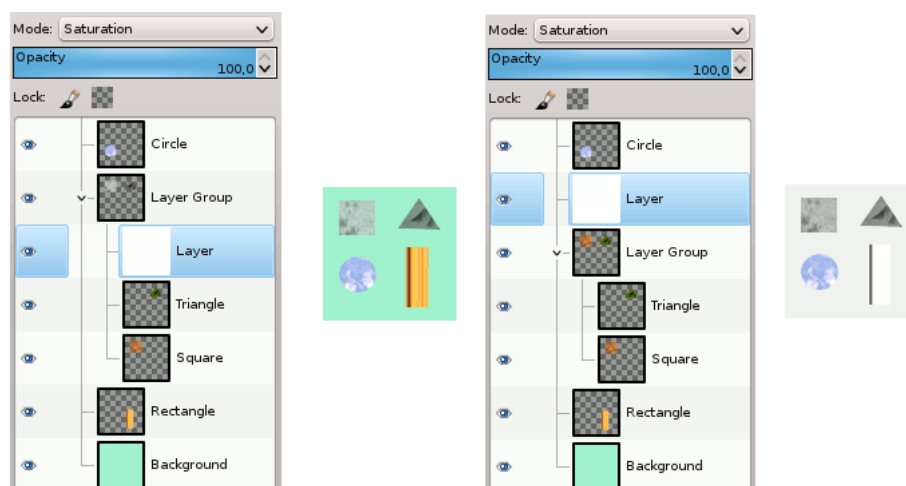 Mode: Saturation
Opacity
100,0
Lock:
Circle
Layer Group
Layer
Triangle
Square
Rectangle
Background
Mode: Saturation
Opacity
100,0
Lock:
Circle
Layer
Layer Group
Triangle
Square
Rectangle
Background